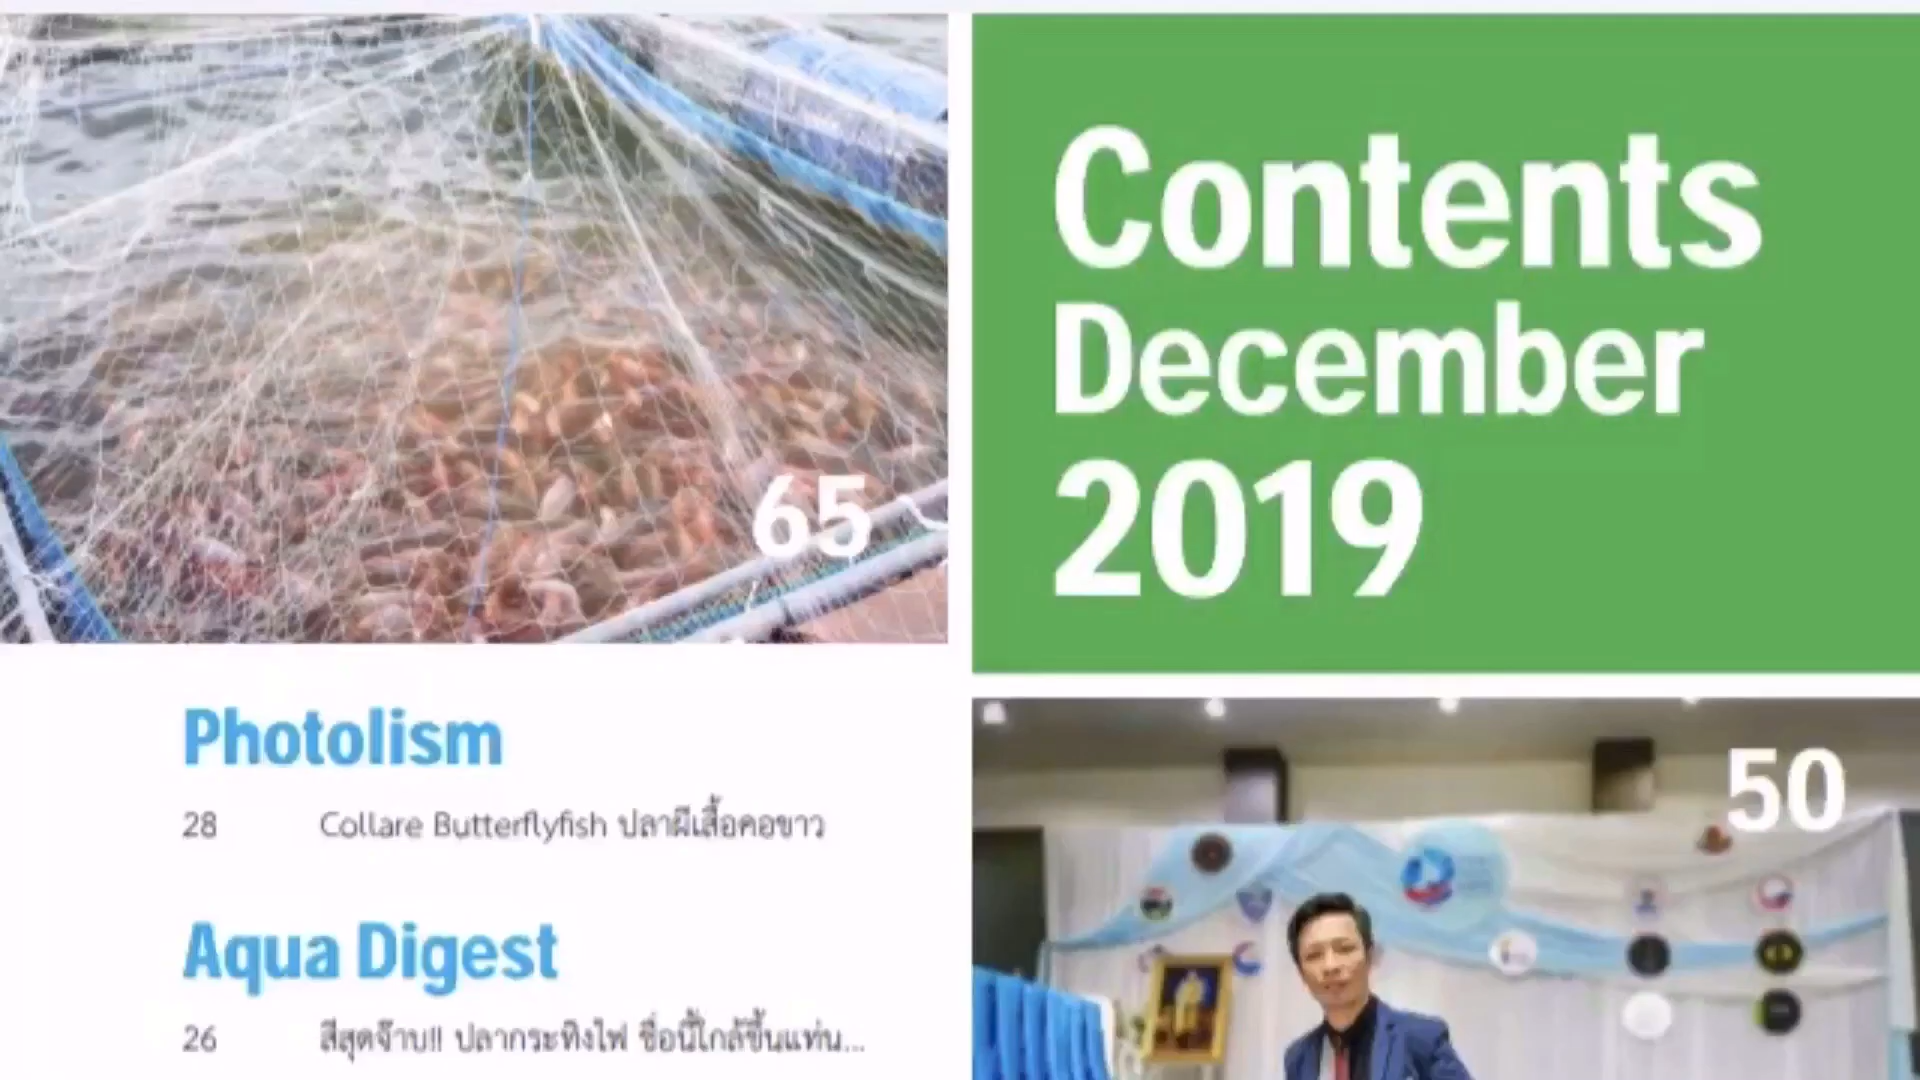 65
Contents
December
2019
Photolism
28 Collare Butterflyfish ปลาผีเสื้อคอขาว
Aqua Digest
26 สีสุดจ๊าบ!! ปลากระทิงไฟ ชื่อนี้ใกล้ขึ้นแท่น...
50